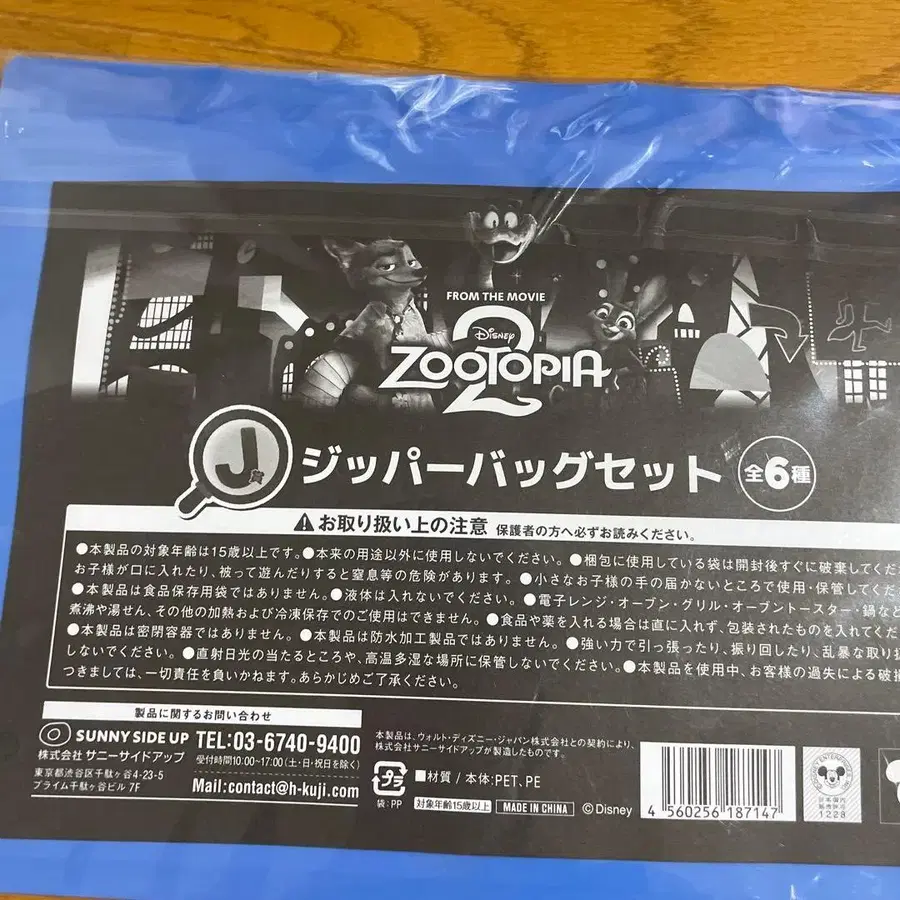 FROM THE MOVIE
Disney
ZOOTOPIA
2
J賞
ジッパーバッグセット
全6種
お取り扱い上の注意 保護者の方へ必ずお読みください。
●本製品の対象年齢は15歳以上です。●本来の用途以外に使用しないでください。●梱包に使用している袋は開封後すぐに破棄してくだ
お子様が口に入れたり、被って遊んだりすると窒息等の危険があります。●小さなお子様の手の届かないところで使用・保管してくだ
●本製品は食品保存用袋ではありません。●液体は入れないでください。●電子レンジ・オーブン・グリル・オーブントースター・鍋など
煮沸や湯せん、その他の加熱および冷凍保存でのご使用はできません。●食品や薬を入れる場合は直に入れず、包装されたものを入れてくだ
●本製品は密閉容器ではありません。●本製品は防水加工製品ではありません。●強い力で引っ張ったり、振り回したり、乱暴な取り扱
しないでください。●直射日光の当たるところや、高温多湿な場所に保管しないでください。●本製品を使用中、お客様の過失による破損
つきましては、一切責任を負いかねます。あらかじめご了承ください。
製品に関するお問い合わせ
SUNNY SIDE UP
株式会社 サニーサイドアップ
東京都渋谷区千駄ヶ谷4-23-5
プライム千駄ヶ谷ビル 7F
TEL:03-6740-9400
受付時間10:00〜17:00(土・日・祝日を除く)
Mail:contact@h-kuji.com
本製品は、ウォルト・ディズニー・ジャパン株式会社との契約により、
株式会社サニーサイドアップが製造したものです。
プラ
袋:PP
■材質 / 本体:PET、PE
対象年齢15歳以上
MADE IN CHINA
©Disney
4 560256 187147
日本国内
販売許可
1228